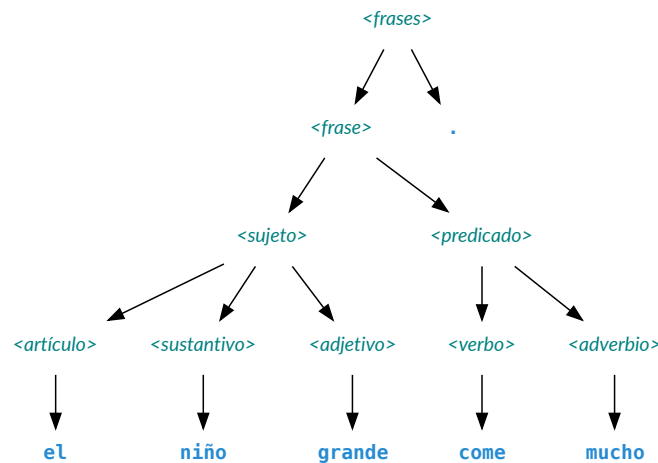 <frases>
<frase> .
<sujeto> <predicado>
<artículo> <sustantivo> <adjetivo> <verbo> <adverbio>
el niño grande come mucho